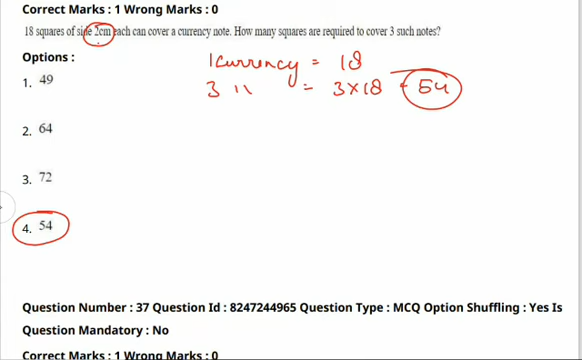 Correct Marks : 1 Wrong Marks : 0
18 squares of side 2cm each can cover a currency note. How many squares are required to cover 3 such notes?
Options :
1 Currency = 18
1. 49
3 11 = 3×18 = 54
2. 64
3. 72
4. 54
Question Number : 37 Question Id : 8247244965 Question Type : MCQ Option Shuffling : Yes Is
Question Mandatory : No
Correct Marks : 1 Wrong Marks : 0